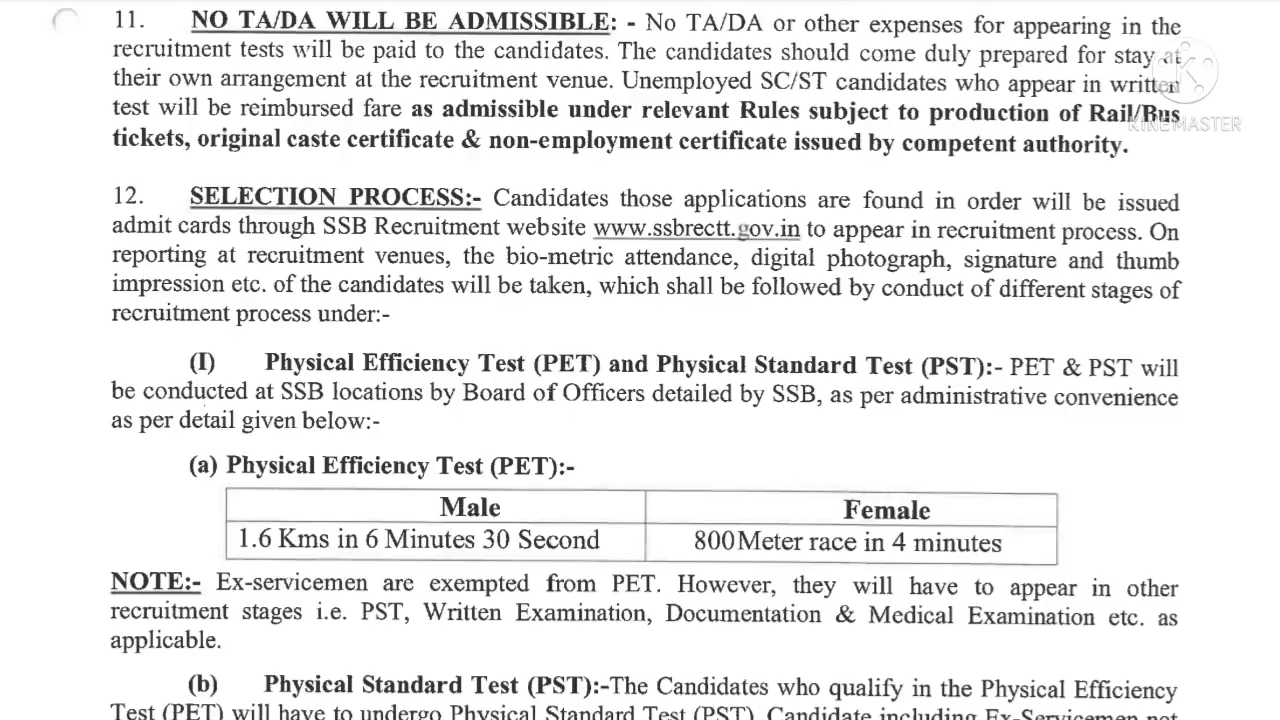 11. NO TA/DA WILL BE ADMISSIBLE: - No TA/DA or other expenses for appearing in the
recruitment tests will be paid to the candidates. The candidates should come duly prepared for stay at
their own arrangement at the recruitment venue. Unemployed SC/ST candidates who appear in written
test will be reimbursed fare as admissible under relevant Rules subject to production of Rail/Bus
tickets, original caste certificate & non-employment certificate issued by competent authority.
KINEMASTER
12. SELECTION PROCESS:- Candidates those applications are found in order will be issued
admit cards through SSB Recruitment website www.ssbrectt.gov.in to appear in recruitment process. On
reporting at recruitment venues, the bio-metric attendance, digital photograph, signature and thumb
impression etc. of the candidates will be taken, which shall be followed by conduct of different stages of
recruitment process under:-
(I) Physical Efficiency Test (PET) and Physical Standard Test (PST):- PET & PST will
be conducted at SSB locations by Board of Officers detailed by SSB, as per administrative convenience
as per detail given below:-
(a) Physical Efficiency Test (PET):-
Male Female
1.6 Kms in 6 Minutes 30 Second 800Meter race in 4 minutes
NOTE:- Ex-servicemen are exempted from PET. However, they will have to appear in other
recruitment stages i.e. PST, Written Examination, Documentation & Medical Examination etc. as
applicable.
(b) Physical Standard Test (PST):-The Candidates who qualify in the Physical Efficiency
Test (PET) will have to undergo Physical Standard Test (PST). Candidate including Ex-Servicemen not